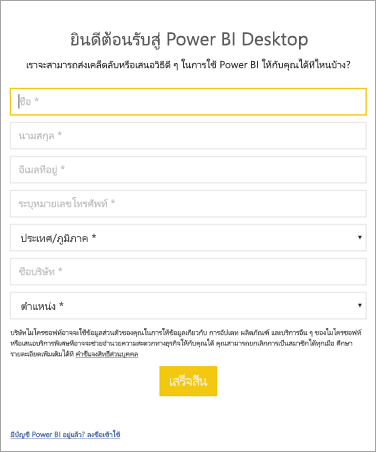 ยินดีต้อนรับสู่ Power BI Desktop
เราจะสามารถส่งเคล็ดลับหรือเสนอวิธีดี ๆ ในการใช้ Power BI ให้กับคุณได้ที่ไหนบ้าง?
ชื่อ *
นามสกุล *
อีเมลที่อยู่ *
ระบุหมายเลขโทรศัพท์ *
ประเทศ/ภูมิภาค *
ชื่อบริษัท *
ตำแหน่ง *
บริษัทไมโครซอฟท์อาจจะใช้ข้อมูลส่วนตัวของคุณในการให้ข้อมูลเกี่ยวกับ การอัปเดท ผลิตภัณฑ์ และบริการอื่น ๆ ของไมโครซอฟท์
หรือเสนอบริการพิเศษที่อาจจะช่วยอำนวยความสะดวกทางธุรกิจให้กับคุณได้ คุณสามารถยกเลิกการเป็นสมาชิกได้ทุกเมื่อ ศึกษา
รายละเอียดเพิ่มเติมได้ที่ คำชี้แจงสิทธิ์ส่วนบุคคล
เสร็จสิ้น
มีบัญชี Power BI อยู่แล้ว? ลงชื่อเข้าใช้